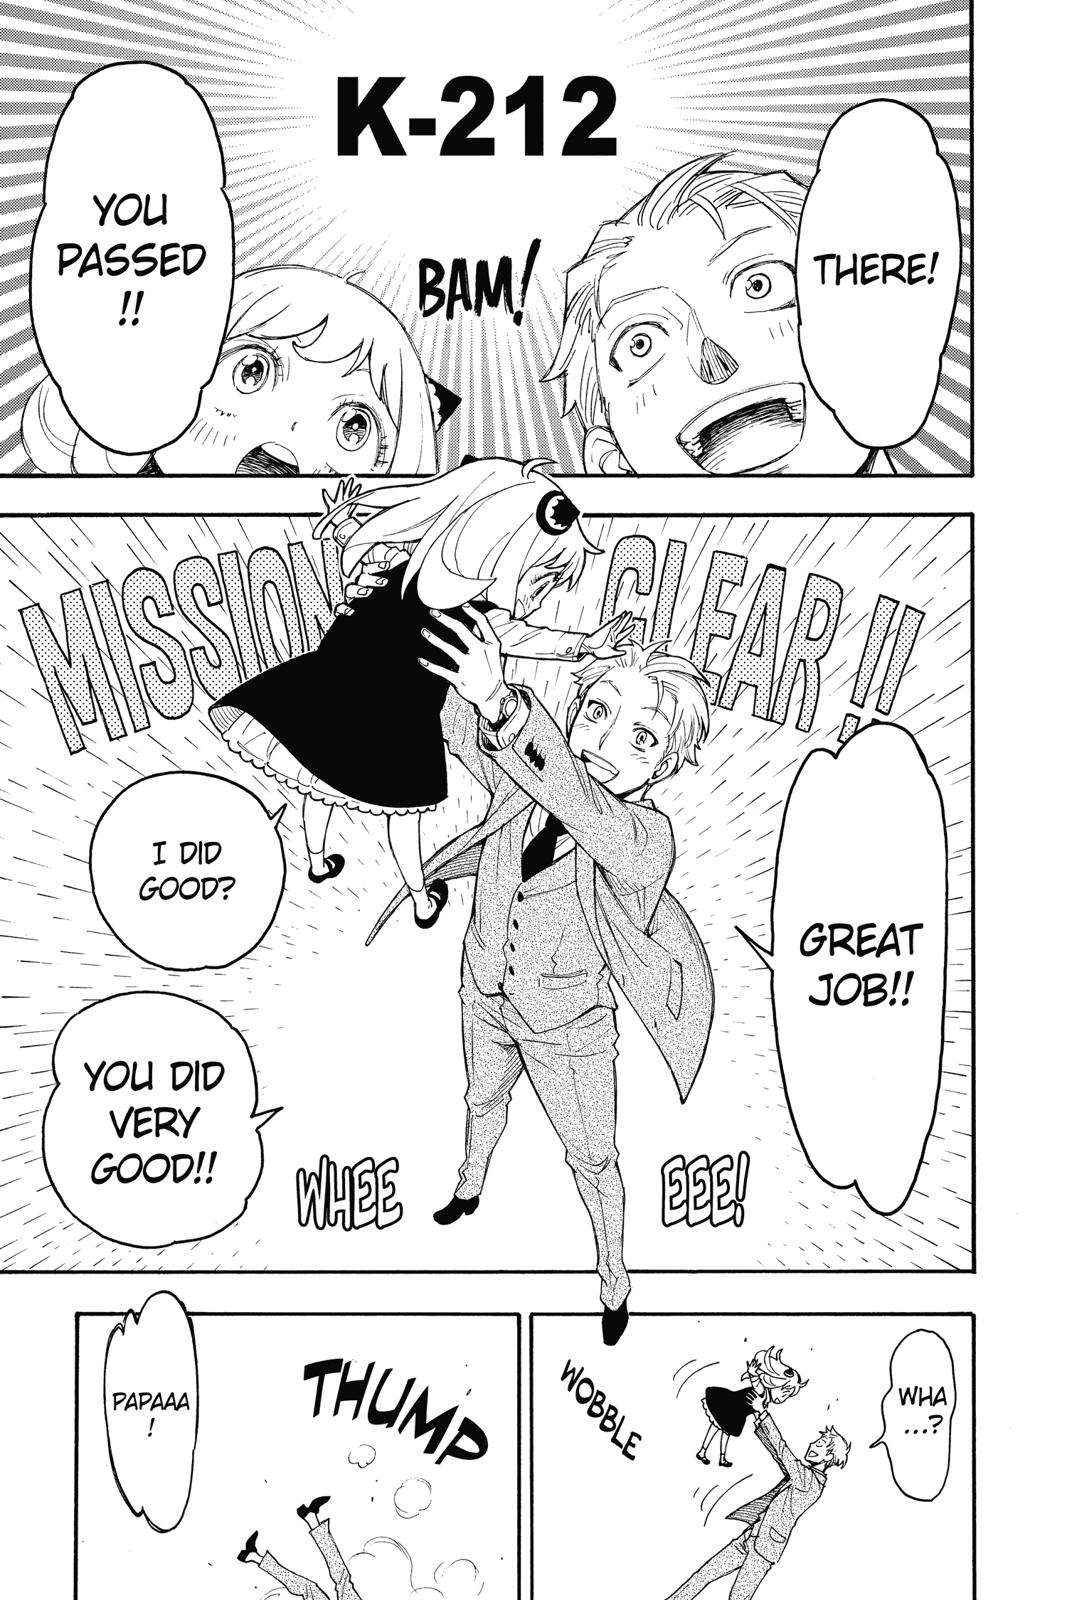 K-212
THERE!
YOU
PASSED
!!
BAM!
MISSION CLEAR!!
GREAT
JOB!!
I DID
GOOD?
YOU DID
VERY
GOOD!!
WHEE
EEE!
WHA
...?
WOBBLE
THUMP
PAPAAA
!